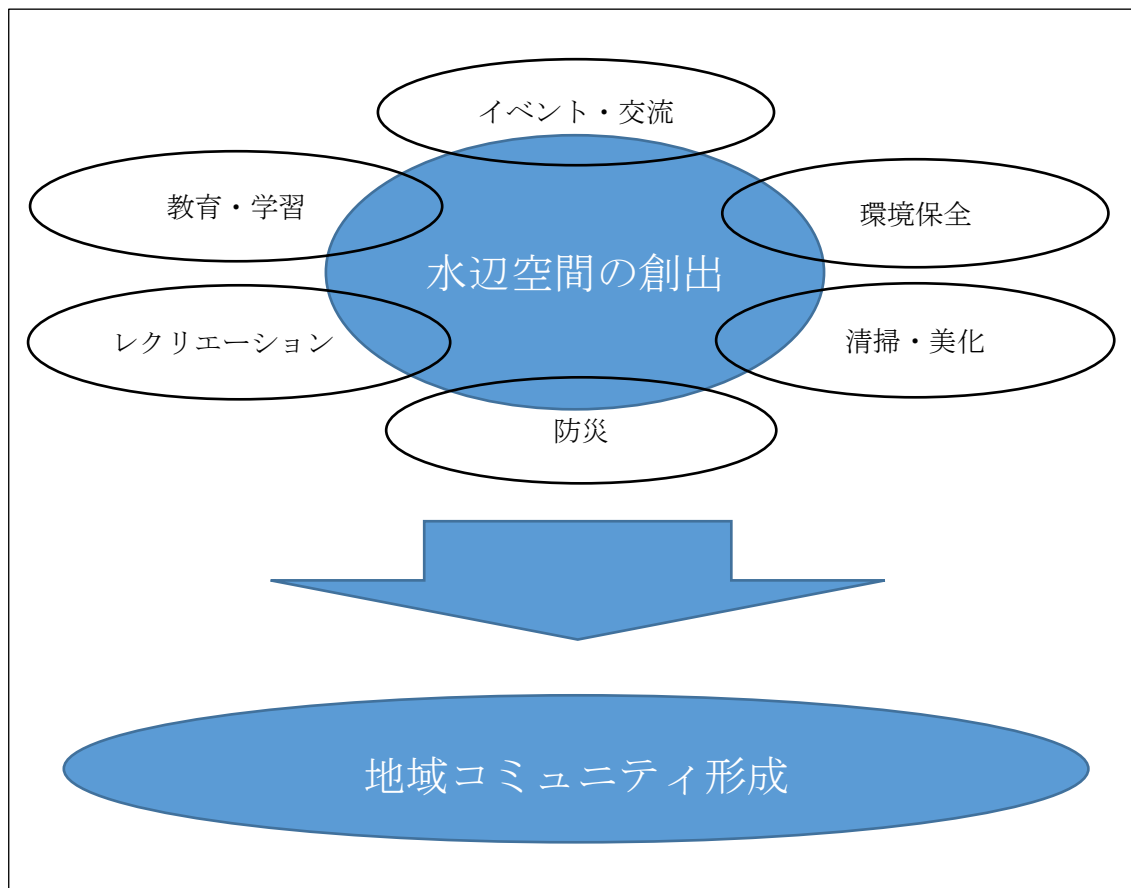 イベント・交流
教育・学習
環境保全
水辺空間の創出
レクリエーション
清掃・美化
防災
地域コミュニティ形成